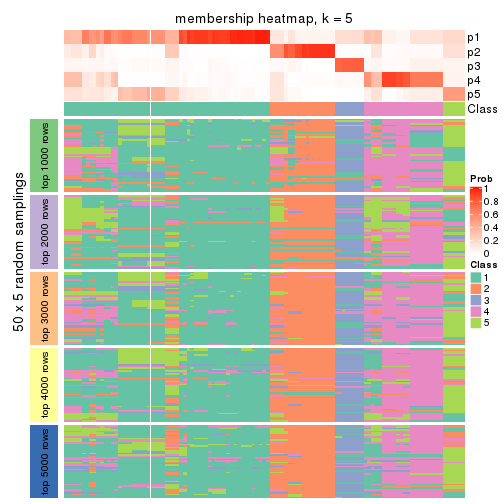 membership heatmap, k = 5
p1
p2
p3
p4
p5
Class
50 x 5 random samplings
top 1000 rows
top 2000 rows
top 3000 rows
top 4000 rows
top 5000 rows
Prob
1
0.8
0.6
0.4
0.2
0
Class
1
2
3
4
5